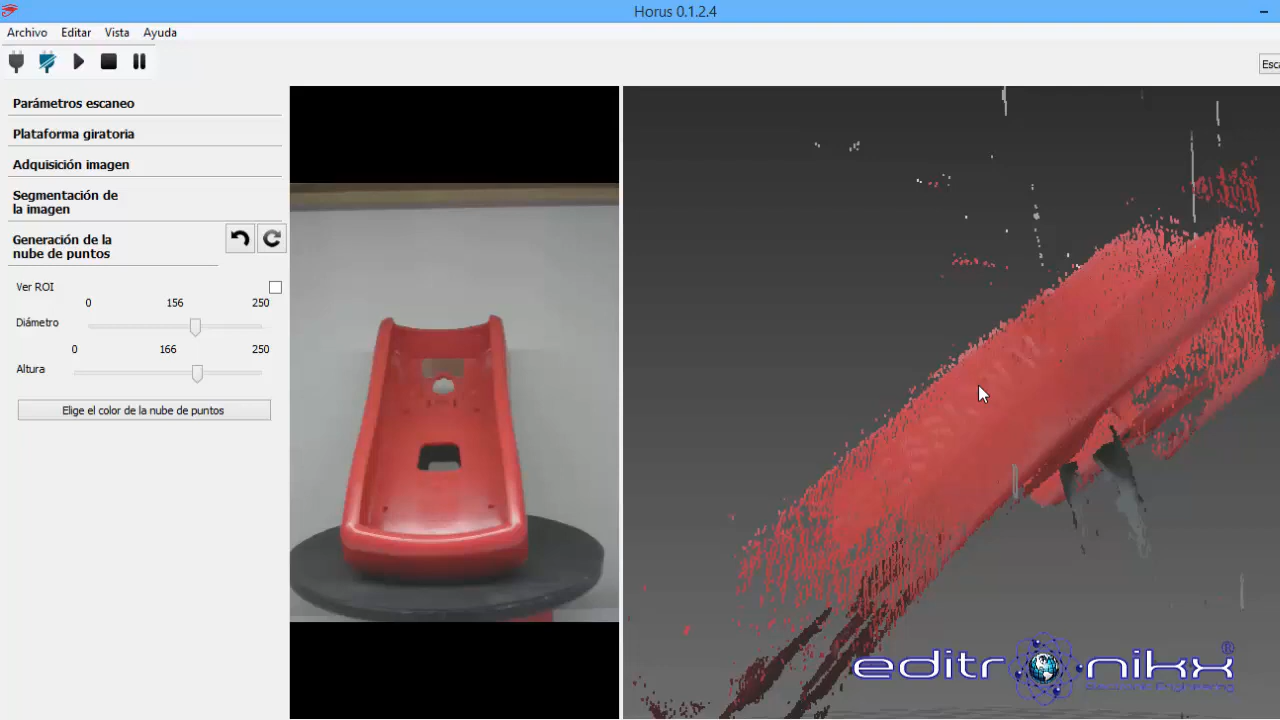 Horus 0.1.2.4
Archivo Editar Vista Ayuda
Esca
Parámetros escaneo
Plataforma giratoria
Adquisición imagen
Segmentación de
la imagen
Generación de la
nube de puntos
Ver ROI
0 156 250
Diámetro
0 166 250
Altura
Elige el color de la nube de puntos
editronikx®